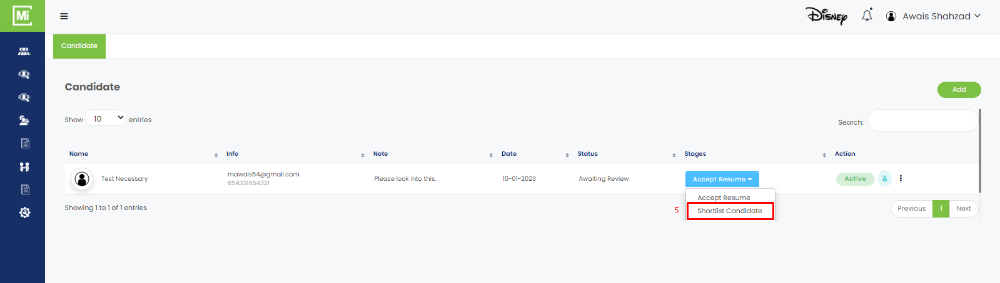 Mi
Disney
Awais Shahzad
Candidate
Candidate
Add
Show 10 entries
Search:
Name Info Note Date Status Stages Action
Test Necessary
mawais54@gmail.com
654321654321
Please look into this.
10-01-2023
Awaiting Review
Accept Resume
Active
Accept Resume
5 Shortlist Candidate
Showing 1 to 1 of 1 entries
Previous 1 Next